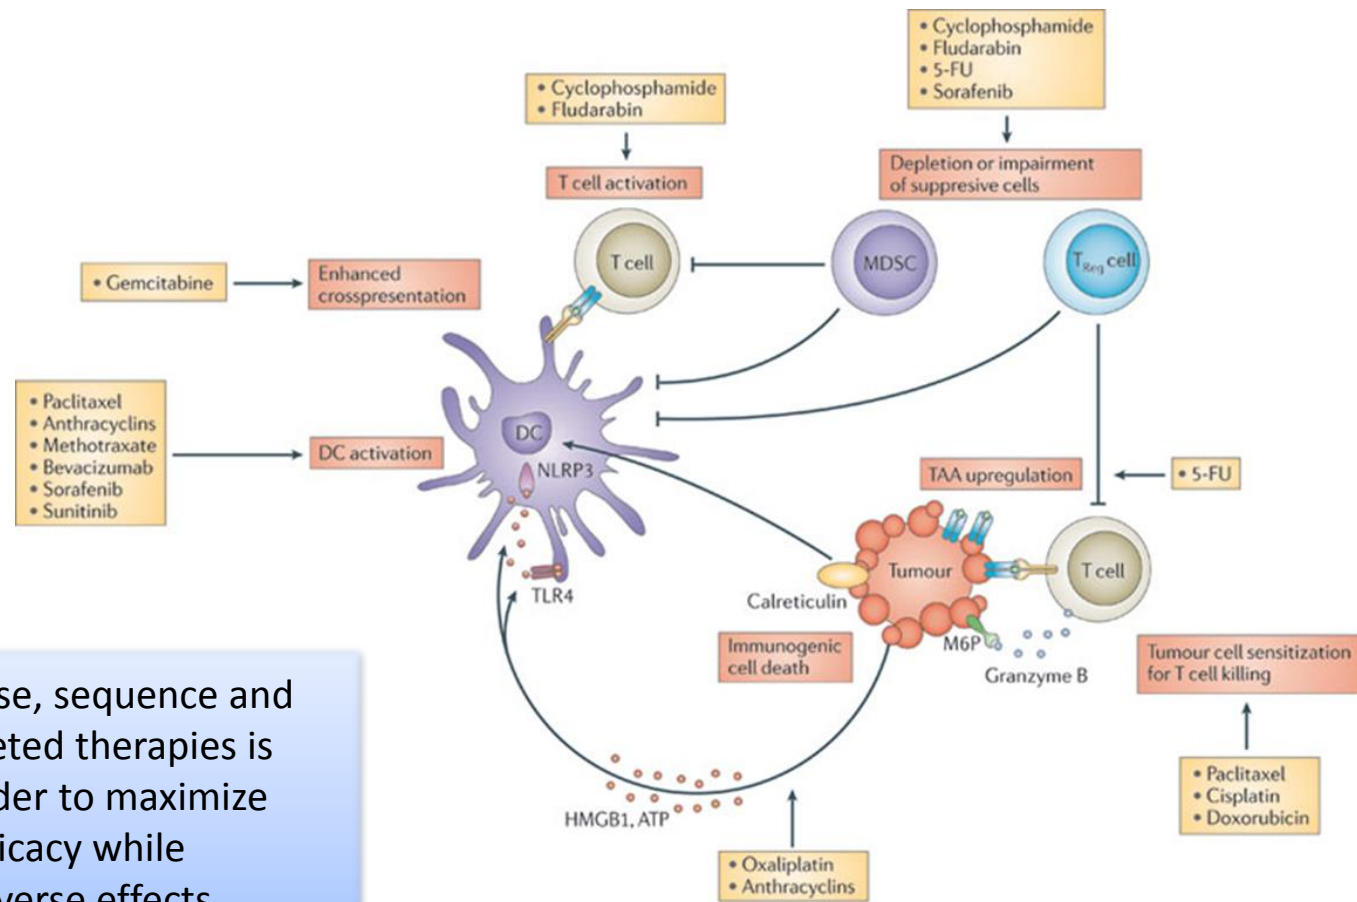 • Cyclophosphamide
• Fludarabin
• 5-FU
• Sorafenib
• Cyclophosphamide
• Fludarabin
Depletion or impairment
of suppresive cells
T cell activation
T cell
MDSC
TReg cell
• Gemcitabine
Enhanced
crosspresentation
• Paclitaxel
• Anthracyclins
• Methotraxate
• Bevacizumab
• Sorafenib
• Sunitinib
DC activation
DC
NLRP3
TLR4
TAA upregulation
• 5-FU
Tumour
T cell
Calreticulin
M6P
Granzyme B
Immunogenic
cell death
Tumour cell sensitization
for T cell killing
• Paclitaxel
• Cisplatin
• Doxorubicin
HMGB1, ATP
• Oxaliplatin
• Anthracyclins
se, sequence and
eted therapies is
der to maximize
icacy while
verse effects